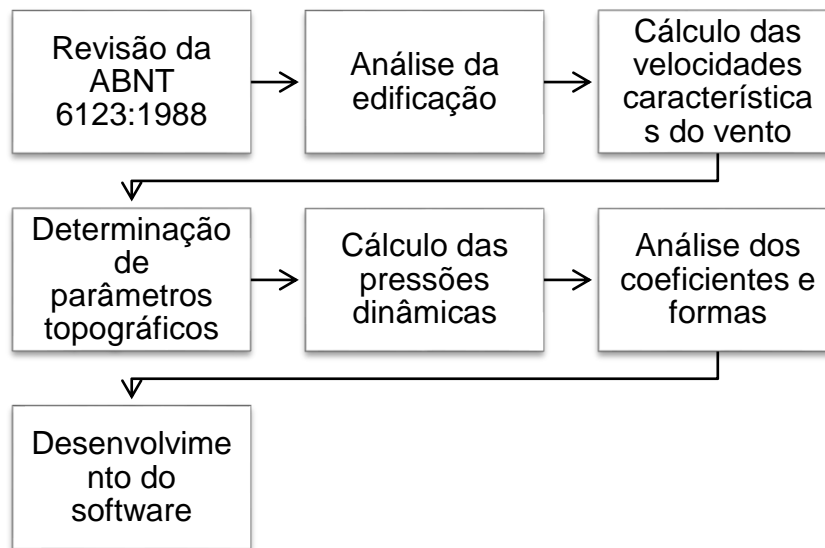 Revisão da
ABNT
6123:1988
Análise da
edificação
Cálculo das
velocidades
característica
s do vento
Determinação
de
parâmetros
topográficos
Cálculo das
pressões
dinâmicas
Análise dos
coeficientes e
formas
Desenvolvime
nto do
software